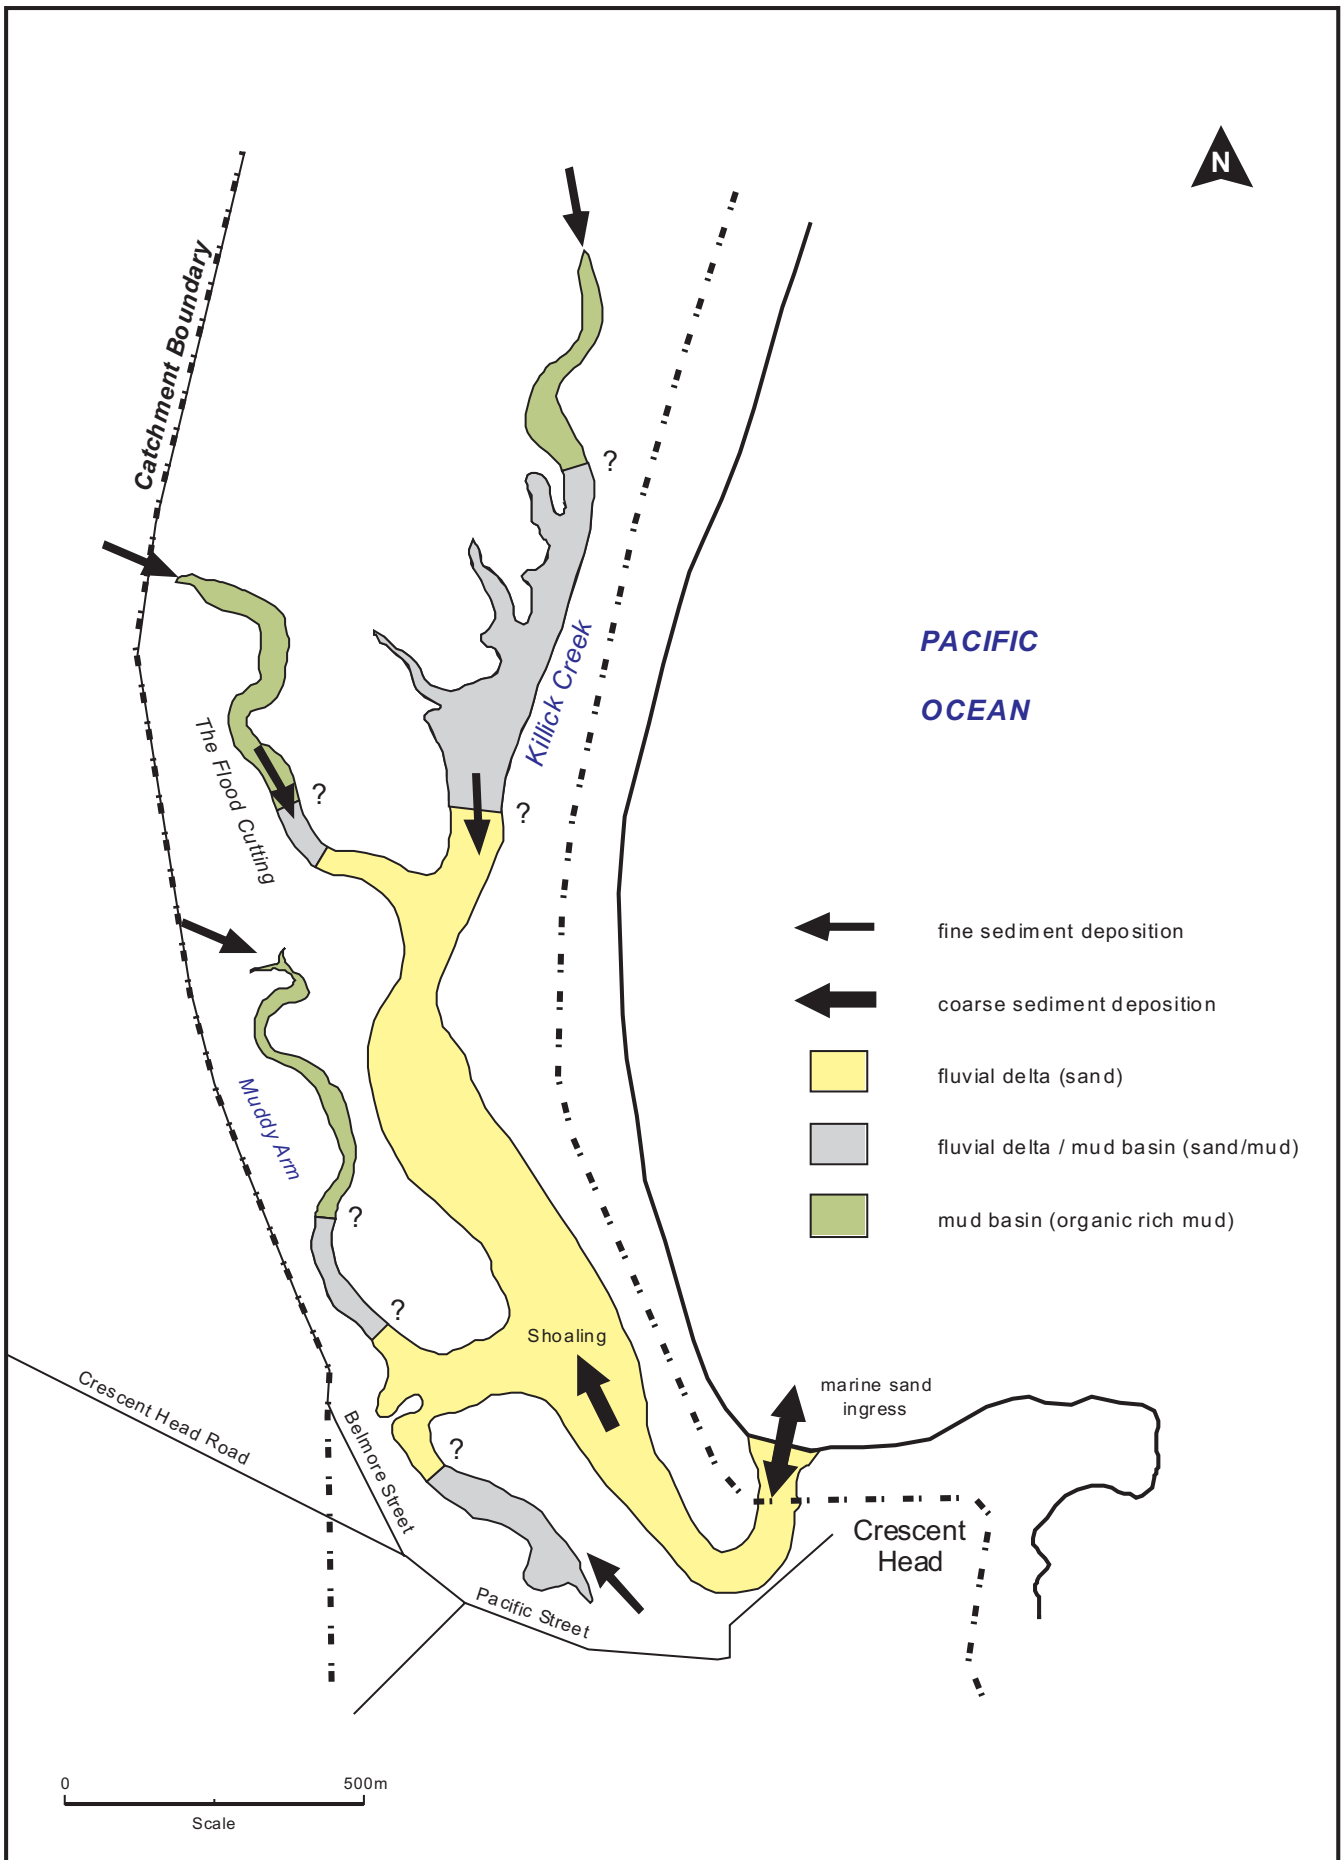 N
Catchment Boundary
?
Killick Creek
PACIFIC
OCEAN
The Flood Cutting
?
?
fine sediment deposition
coarse sediment deposition
fluvial delta (sand)
Muddy Arm
fluvial delta / mud basin (sand/mud)
?
mud basin (organic rich mud)
?
Shoaling
marine sand
ingress
Crescent Head Road
Belmore Street
?
Crescent
Head
Pacific Street
0
500m
Scale